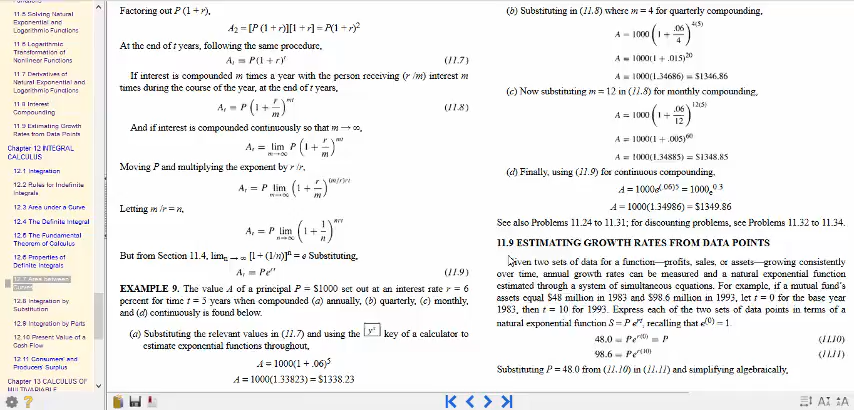 11.5 Solving Natural
Exponential and
Logarithmic Functions
11.6 Logarithmic
Transformation of
Nonlinear Functions
11.7 Derivatives of
Natural Exponential and
Logarithmic Functions
11.8 Interest
Compounding
11.9 Estimating Growth
Rates from Data Points
Chapter 12 INTEGRAL
CALCULUS
12.1 Integration
12.2 Rules for Indefinite
Integrals
12.3 Area under a Curve
12.4 The Definite Integral
12.5 The Fundamental
Theorem of Calculus
12.6 Properties of
Definite Integrals
12.7 Area between
Curves
12.8 Integration by
Substitution
12.9 Integration by Parts
12.10 Present Value of a
Cash Flow
12.11 Consumers' and
Producers' Surplus
Chapter 13 CALCULUS OF
MULTIVARIABLE
Factoring out P (1 + r),
A₂ = [P (1 + r)][1 + r] = P(1 + r)²
At the end of t years, following the same procedure,
Aₜ = P(1 + r)ᵗ (11.7)
If interest is compounded m times a year with the person receiving (r /m) interest m
times during the course of the year, at the end of t years,
Aₜ = P (1 + r/m)^mt (11.8)
And if interest is compounded continuously so that m → ∞,
Aₜ = lim m→∞ P (1 + r/m)^mt
Moving P and multiplying the exponent by r /r,
Aₜ = P lim m→∞ (1 + r/m)^(m/r)rt
Letting m /r = n,
Aₜ = P lim n→∞ (1 + 1/n)^nrt
But from Section 11.4, limₙ → ∞ [1 + (1/n)]ⁿ = e Substituting,
Aₜ = Pe^rt (11.9)
EXAMPLE 9. The value A of a principal P = $1000 set out at an interest rate r = 6
percent for time t = 5 years when compounded (a) annually, (b) quarterly, (c) monthly,
and (d) continuously is found below.
(a) Substituting the relevant values in (11.7) and using the yˣ key of a calculator to
estimate exponential functions throughout,
A = 1000(1 + .06)⁵
A = 1000(1.33823) = $1338.23
(b) Substituting in (11.8) where m = 4 for quarterly compounding,
A = 1000 (1 + .06/4)^4(5)
A = 1000(1 + .015)²⁰
A = 1000(1.34686) = $1346.86
(c) Now substituting m = 12 in (11.8) for monthly compounding,
A = 1000 (1 + .06/12)^12(5)
A = 1000(1 + .005)⁶⁰
A = 1000(1.34885) = $1348.85
(d) Finally, using (11.9) for continuous compounding,
A = 1000e^(.06)5 = 1000e^0.3
A = 1000(1.34986) = $1349.86
See also Problems 11.24 to 11.31; for discounting problems, see Problems 11.32 to 11.34.
11.9 ESTIMATING GROWTH RATES FROM DATA POINTS
Given two sets of data for a function—profits, sales, or assets—growing consistently
over time, annual growth rates can be measured and a natural exponential function
estimated through a system of simultaneous equations. For example, if a mutual fund's
assets equal $48 million in 1983 and $98.6 million in 1993, let t = 0 for the base year
1983, then t = 10 for 1993. Express each of the two sets of data points in terms of a
natural exponential function S = P e^rt, recalling that e^(0) = 1.
48.0 = Pe^r(0) = P (11.10)
98.6 = Pe^r(10) (11.11)
Substituting P = 48.0 from (11.10) in (11.11) and simplifying algebraically,